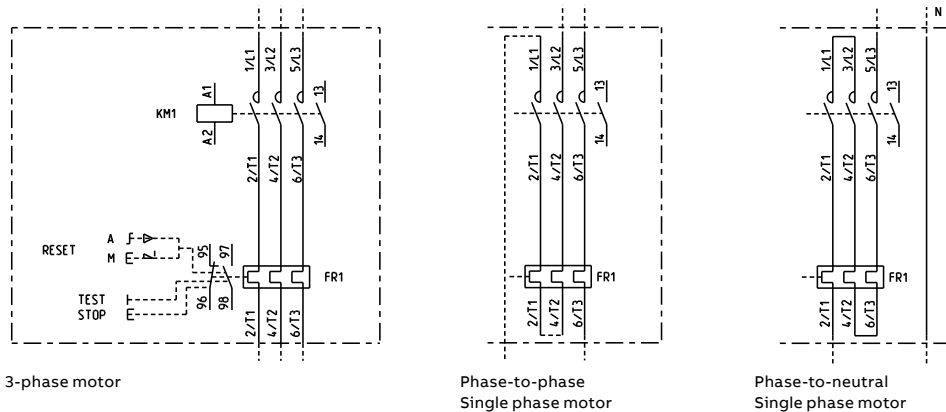 N
1/L1 3/L2 5/L3
1/L1 3/L2 5/L3
1/L1 3/L2 5/L3
A1 13
13
13
KM1
A2 14
14
14
2/T1 4/T2 6/T3
2/T1 4/T2 6/T3
2/T1 4/T2 6/T3
RESET
A
M
95 97
FR1
FR1
FR1
TEST
STOP
96 98
2/T1 4/T2 6/T3
2/T1 4/T2 6/T3
2/T1 4/T2 6/T3
3-phase motor
Phase-to-phase
Single phase motor
Phase-to-neutral
Single phase motor